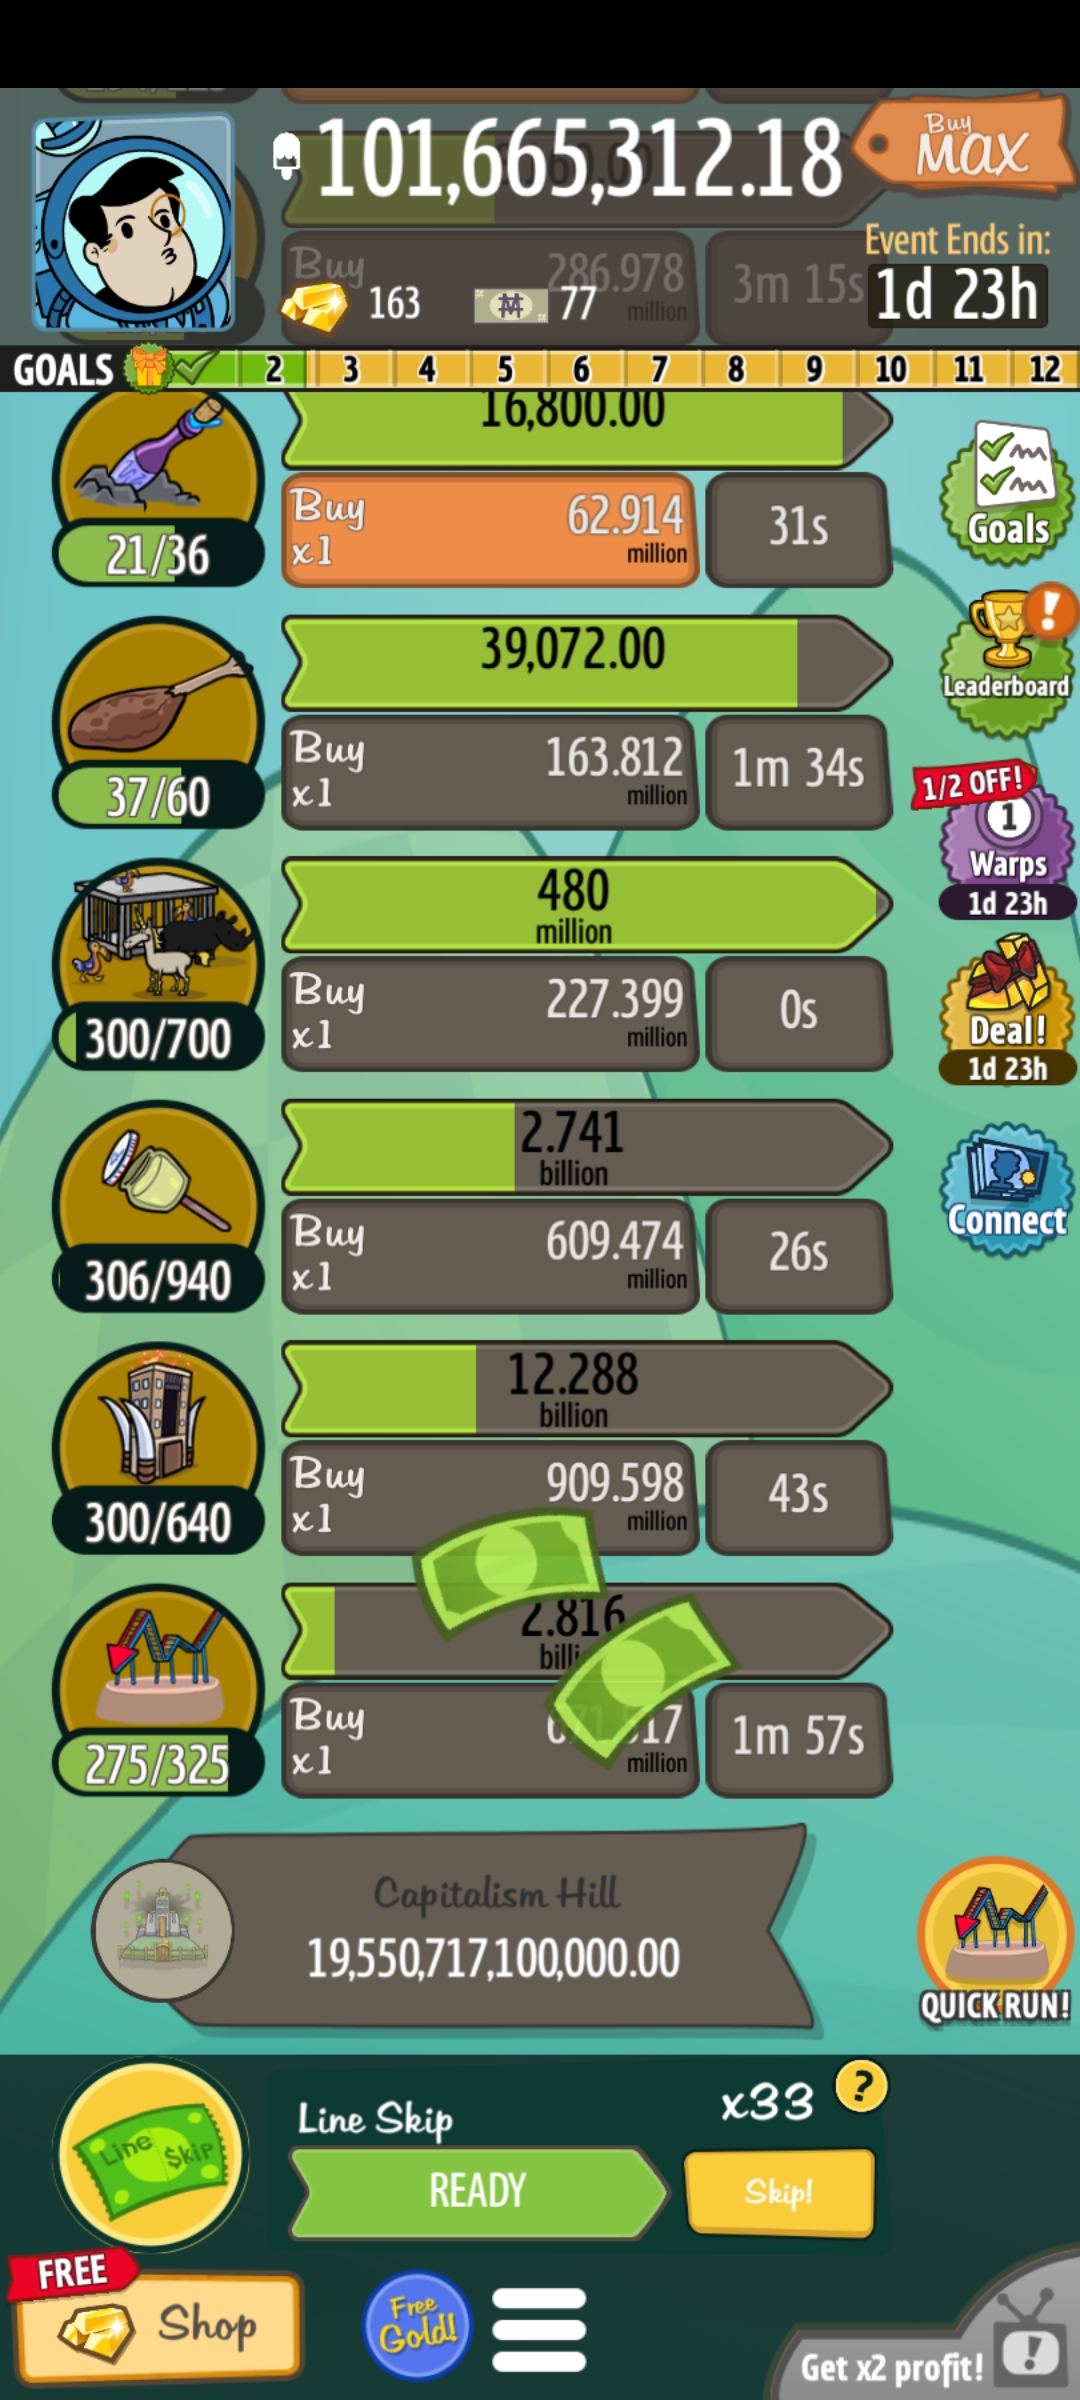 101,665,312.18
Buy
MAX
Event Ends in:
1d 23h
Buy
286.978
million
3m 15s
163
77
GOALS 2 3 4 5 6 7 8 9 10 11 12
16,800.00
Buy
x1
62.914
million
31s
21/36
Goals
39,072.00
Buy
x1
163.812
million
1m 34s
37/60
Leaderboard
1/2 OFF!
1
Warps
1d 23h
480
million
Buy
x1
227.399
million
0s
300/700
Deal!
1d 23h
2.741
billion
Buy
x1
609.474
million
26s
306/940
Connect
12.288
billion
Buy
x1
909.598
million
43s
300/640
2.816
Buy
x1
million
1m 57s
275/325
Capitalism Hill
19,550,717,100,000.00
QUICK RUN!
Line $kip
Line Skip
x33
?
READY
Skip!
FREE
Shop
Free
Gold!
Get x2 profit!